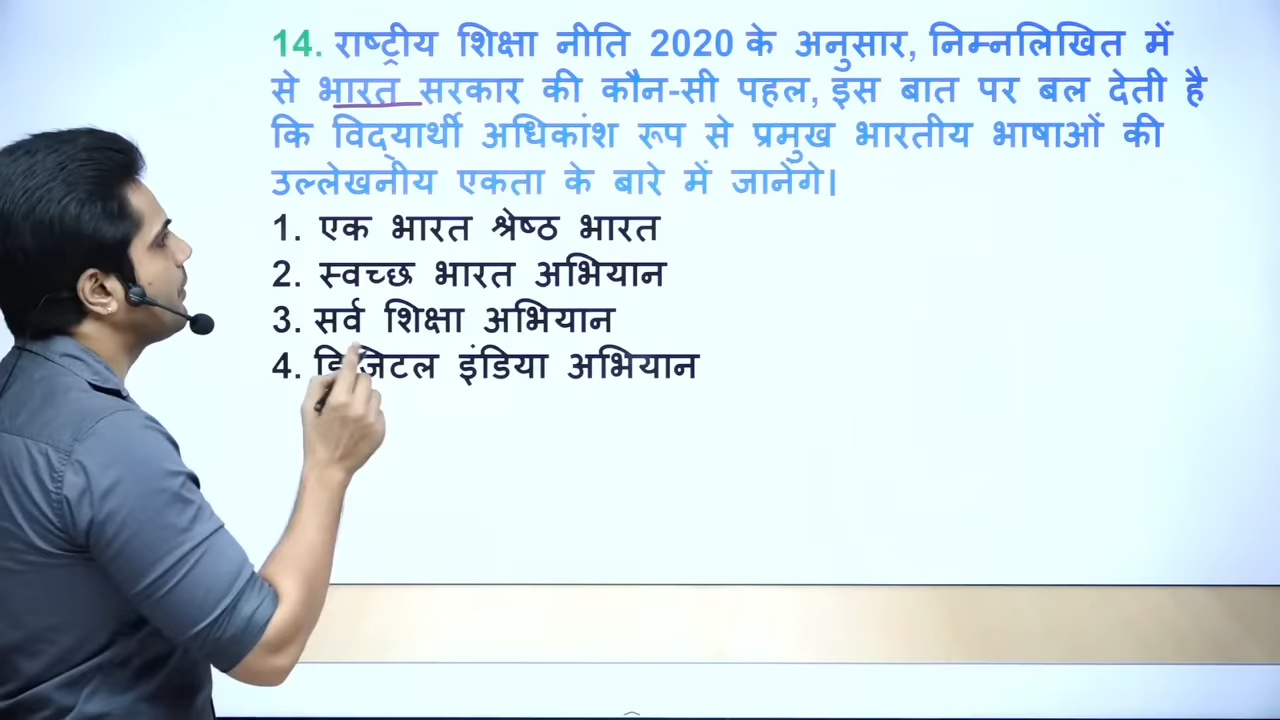 14. राष्ट्रीय शिक्षा नीति 2020 के अनुसार, निम्नलिखित में
से भारत सरकार की कौन-सी पहल, इस बात पर बल देती है
कि विद्यार्थी अधिकांश रूप से प्रमुख भारतीय भाषाओं की
उल्लेखनीय एकता के बारे में जानेंगे।
1. एक भारत श्रेष्ठ भारत
2. स्वच्छ भारत अभियान
3. सर्व शिक्षा अभियान
4. डिजिटल इंडिया अभियान